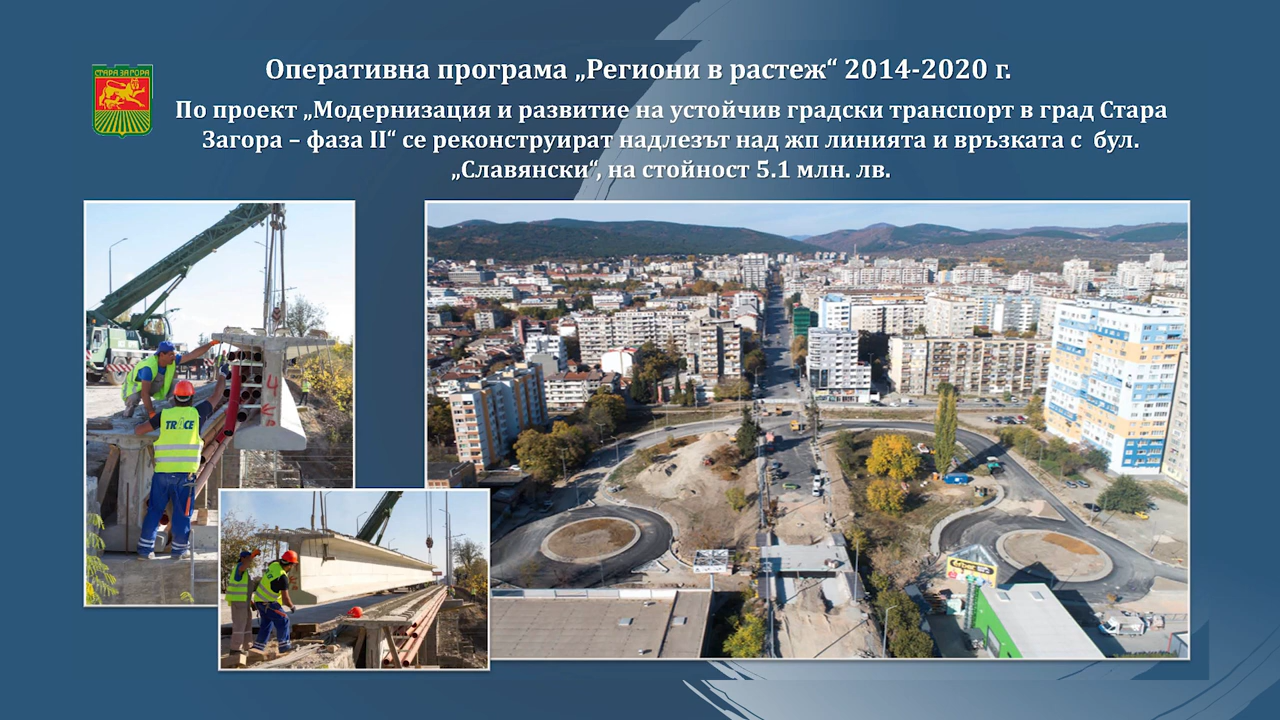 СТАРА ЗАГОРА
Оперативна програма „Региони в растеж“ 2014-2020 г.
По проект „Модернизация и развитие на устойчив градски транспорт в град Стара
Загора – фаза II“ се реконструират надлезът над жп линията и връзката с бул.
„Славянски“, на стойност 5.1 млн. лв.
TRACE